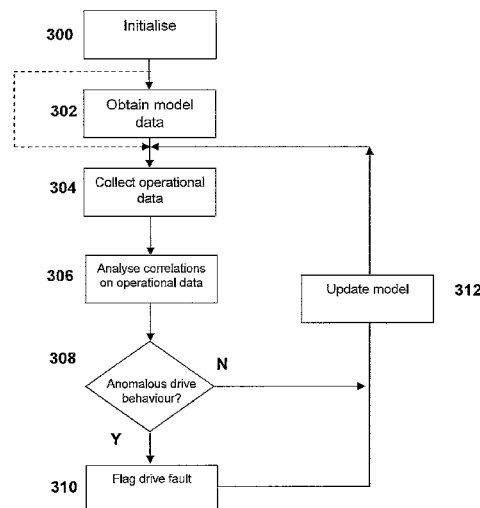 300
Initialise
302
Obtain model
data
304
Collect operational
data
306
Analyse correlations
on operational data
Update model
312
308
Anomalous drive
behaviour?
N
Y
310
Flag drive fault